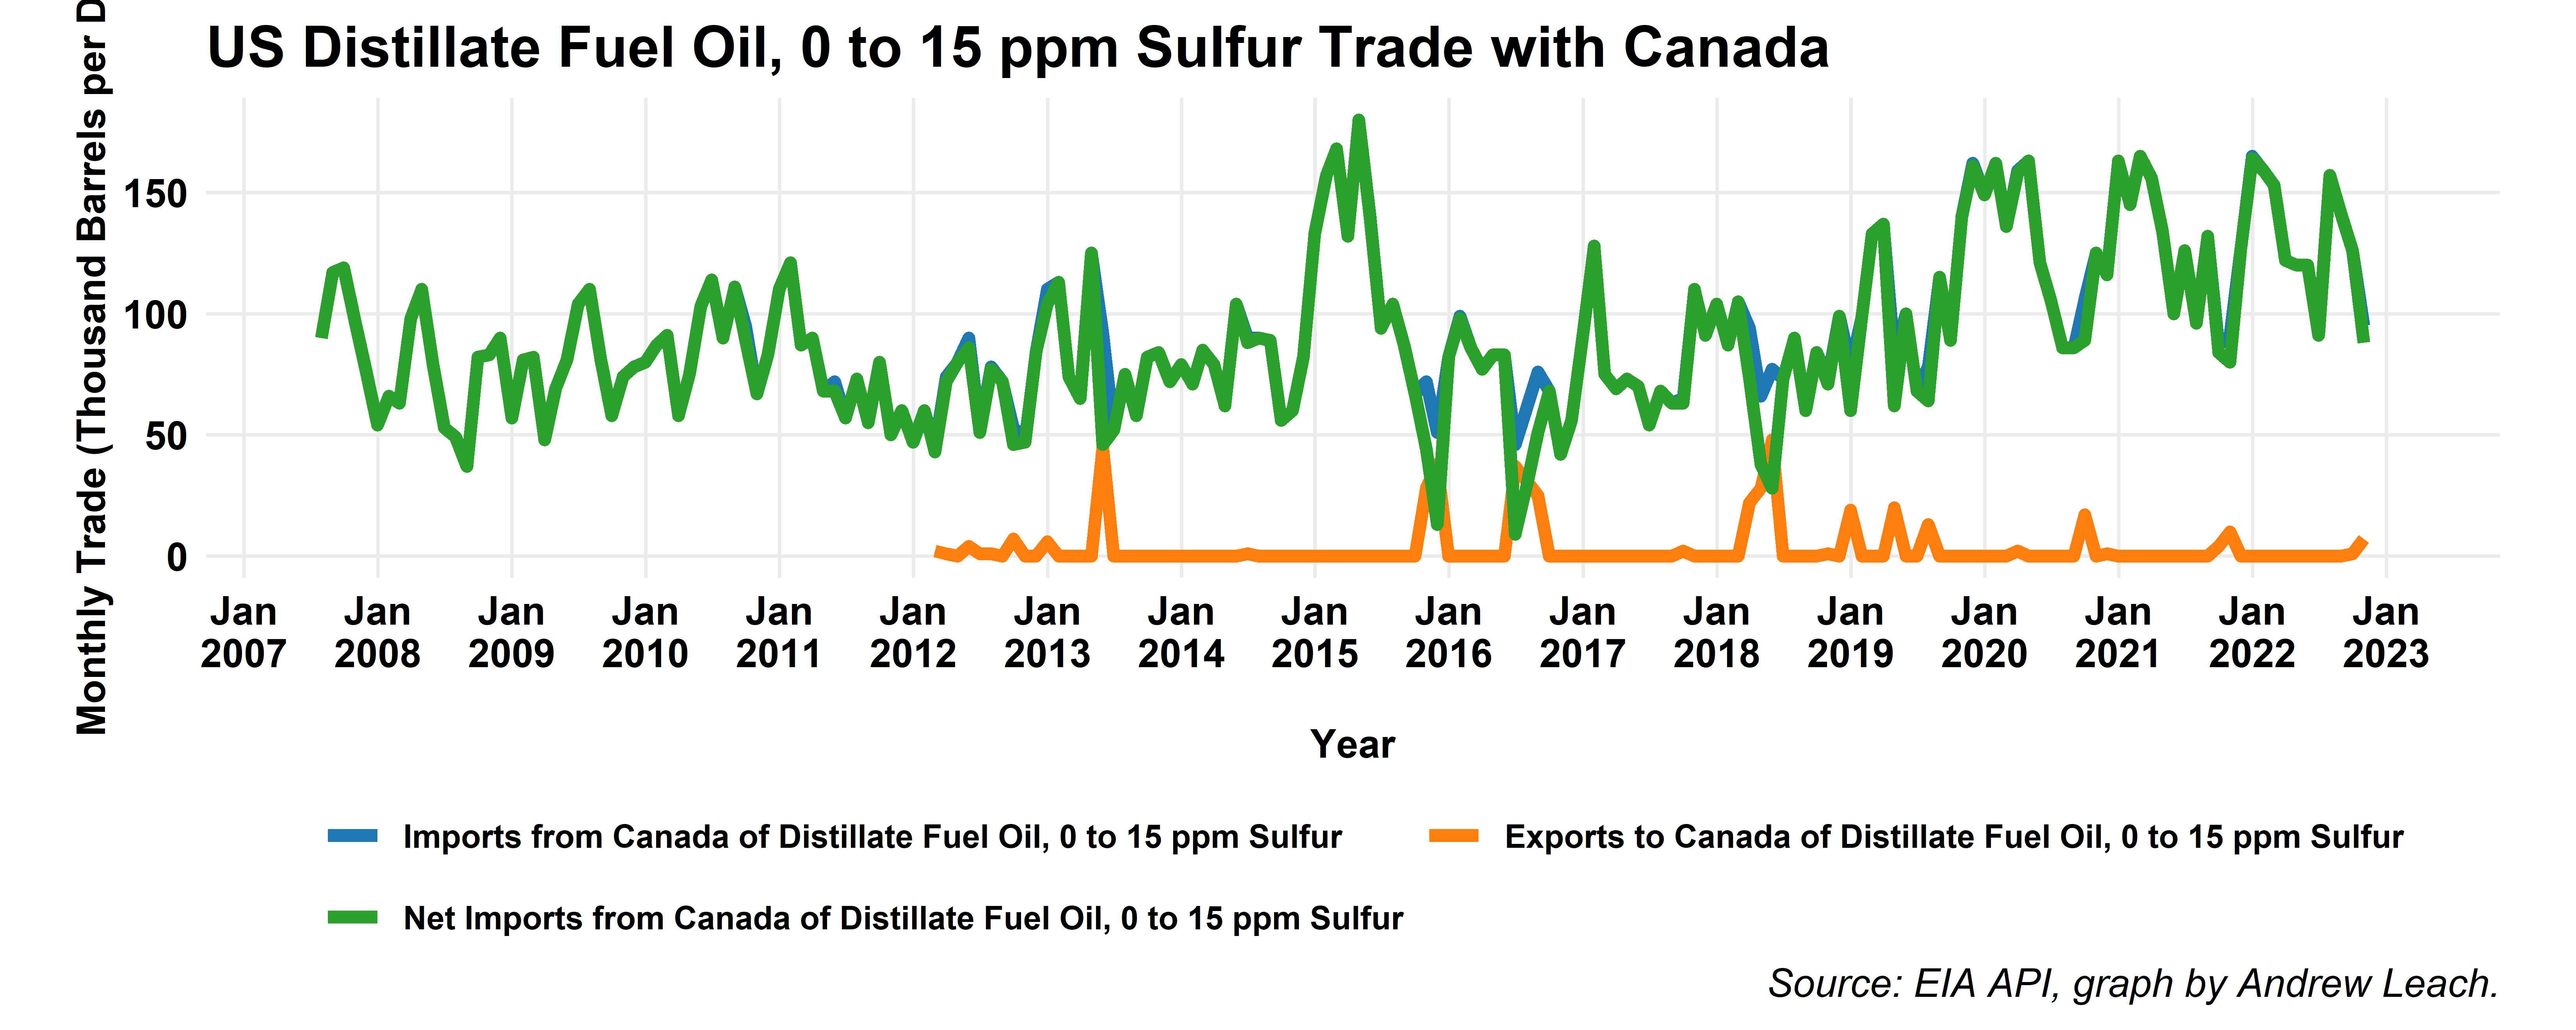 US Distillate Fuel Oil, 0 to 15 ppm Sulfur Trade with Canada
Monthly Trade (Thousand Barrels per D
150
100
50
0
Jan 2007
Jan 2008
Jan 2009
Jan 2010
Jan 2011
Jan 2012
Jan 2013
Jan 2014
Jan 2015
Jan 2016
Jan 2017
Jan 2018
Jan 2019
Jan 2020
Jan 2021
Jan 2022
Jan 2023
Year
Imports from Canada of Distillate Fuel Oil, 0 to 15 ppm Sulfur
Exports to Canada of Distillate Fuel Oil, 0 to 15 ppm Sulfur
Net Imports from Canada of Distillate Fuel Oil, 0 to 15 ppm Sulfur
Source: EIA API, graph by Andrew Leach.